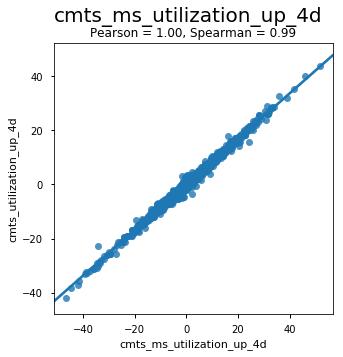 cmts_ms_utilization_up_4d
Pearson = 1.00, Spearman = 0.99
40
20
0
−20
−40
cmts_utilization_up_4d
−40 −20 0 20 40
cmts_ms_utilization_up_4d